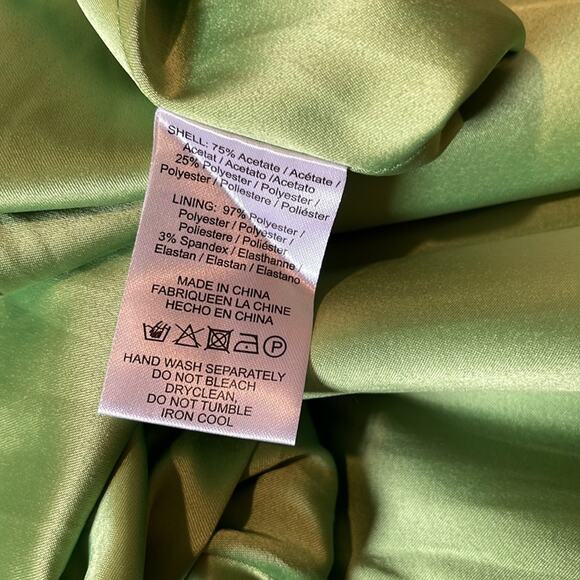 SHELL: 75% Acetate / Acétate /
Acetat / Acetato /Acetato
25% Polyester / Polyester /
Polyester / Poliestere / Poliéster
LINING: 97% Polyester /
Polyester / Polyester /
Poliestere / Poliéster
3% Spandex / Elasthanne /
Elastan / Elastan / Elastano
MADE IN CHINA
FABRIQUEEN LA CHINE
HECHO EN CHINA
P
HAND WASH SEPARATELY
DO NOT BLEACH
DRYCLEAN,
DO NOT TUMBLE
IRON COOL